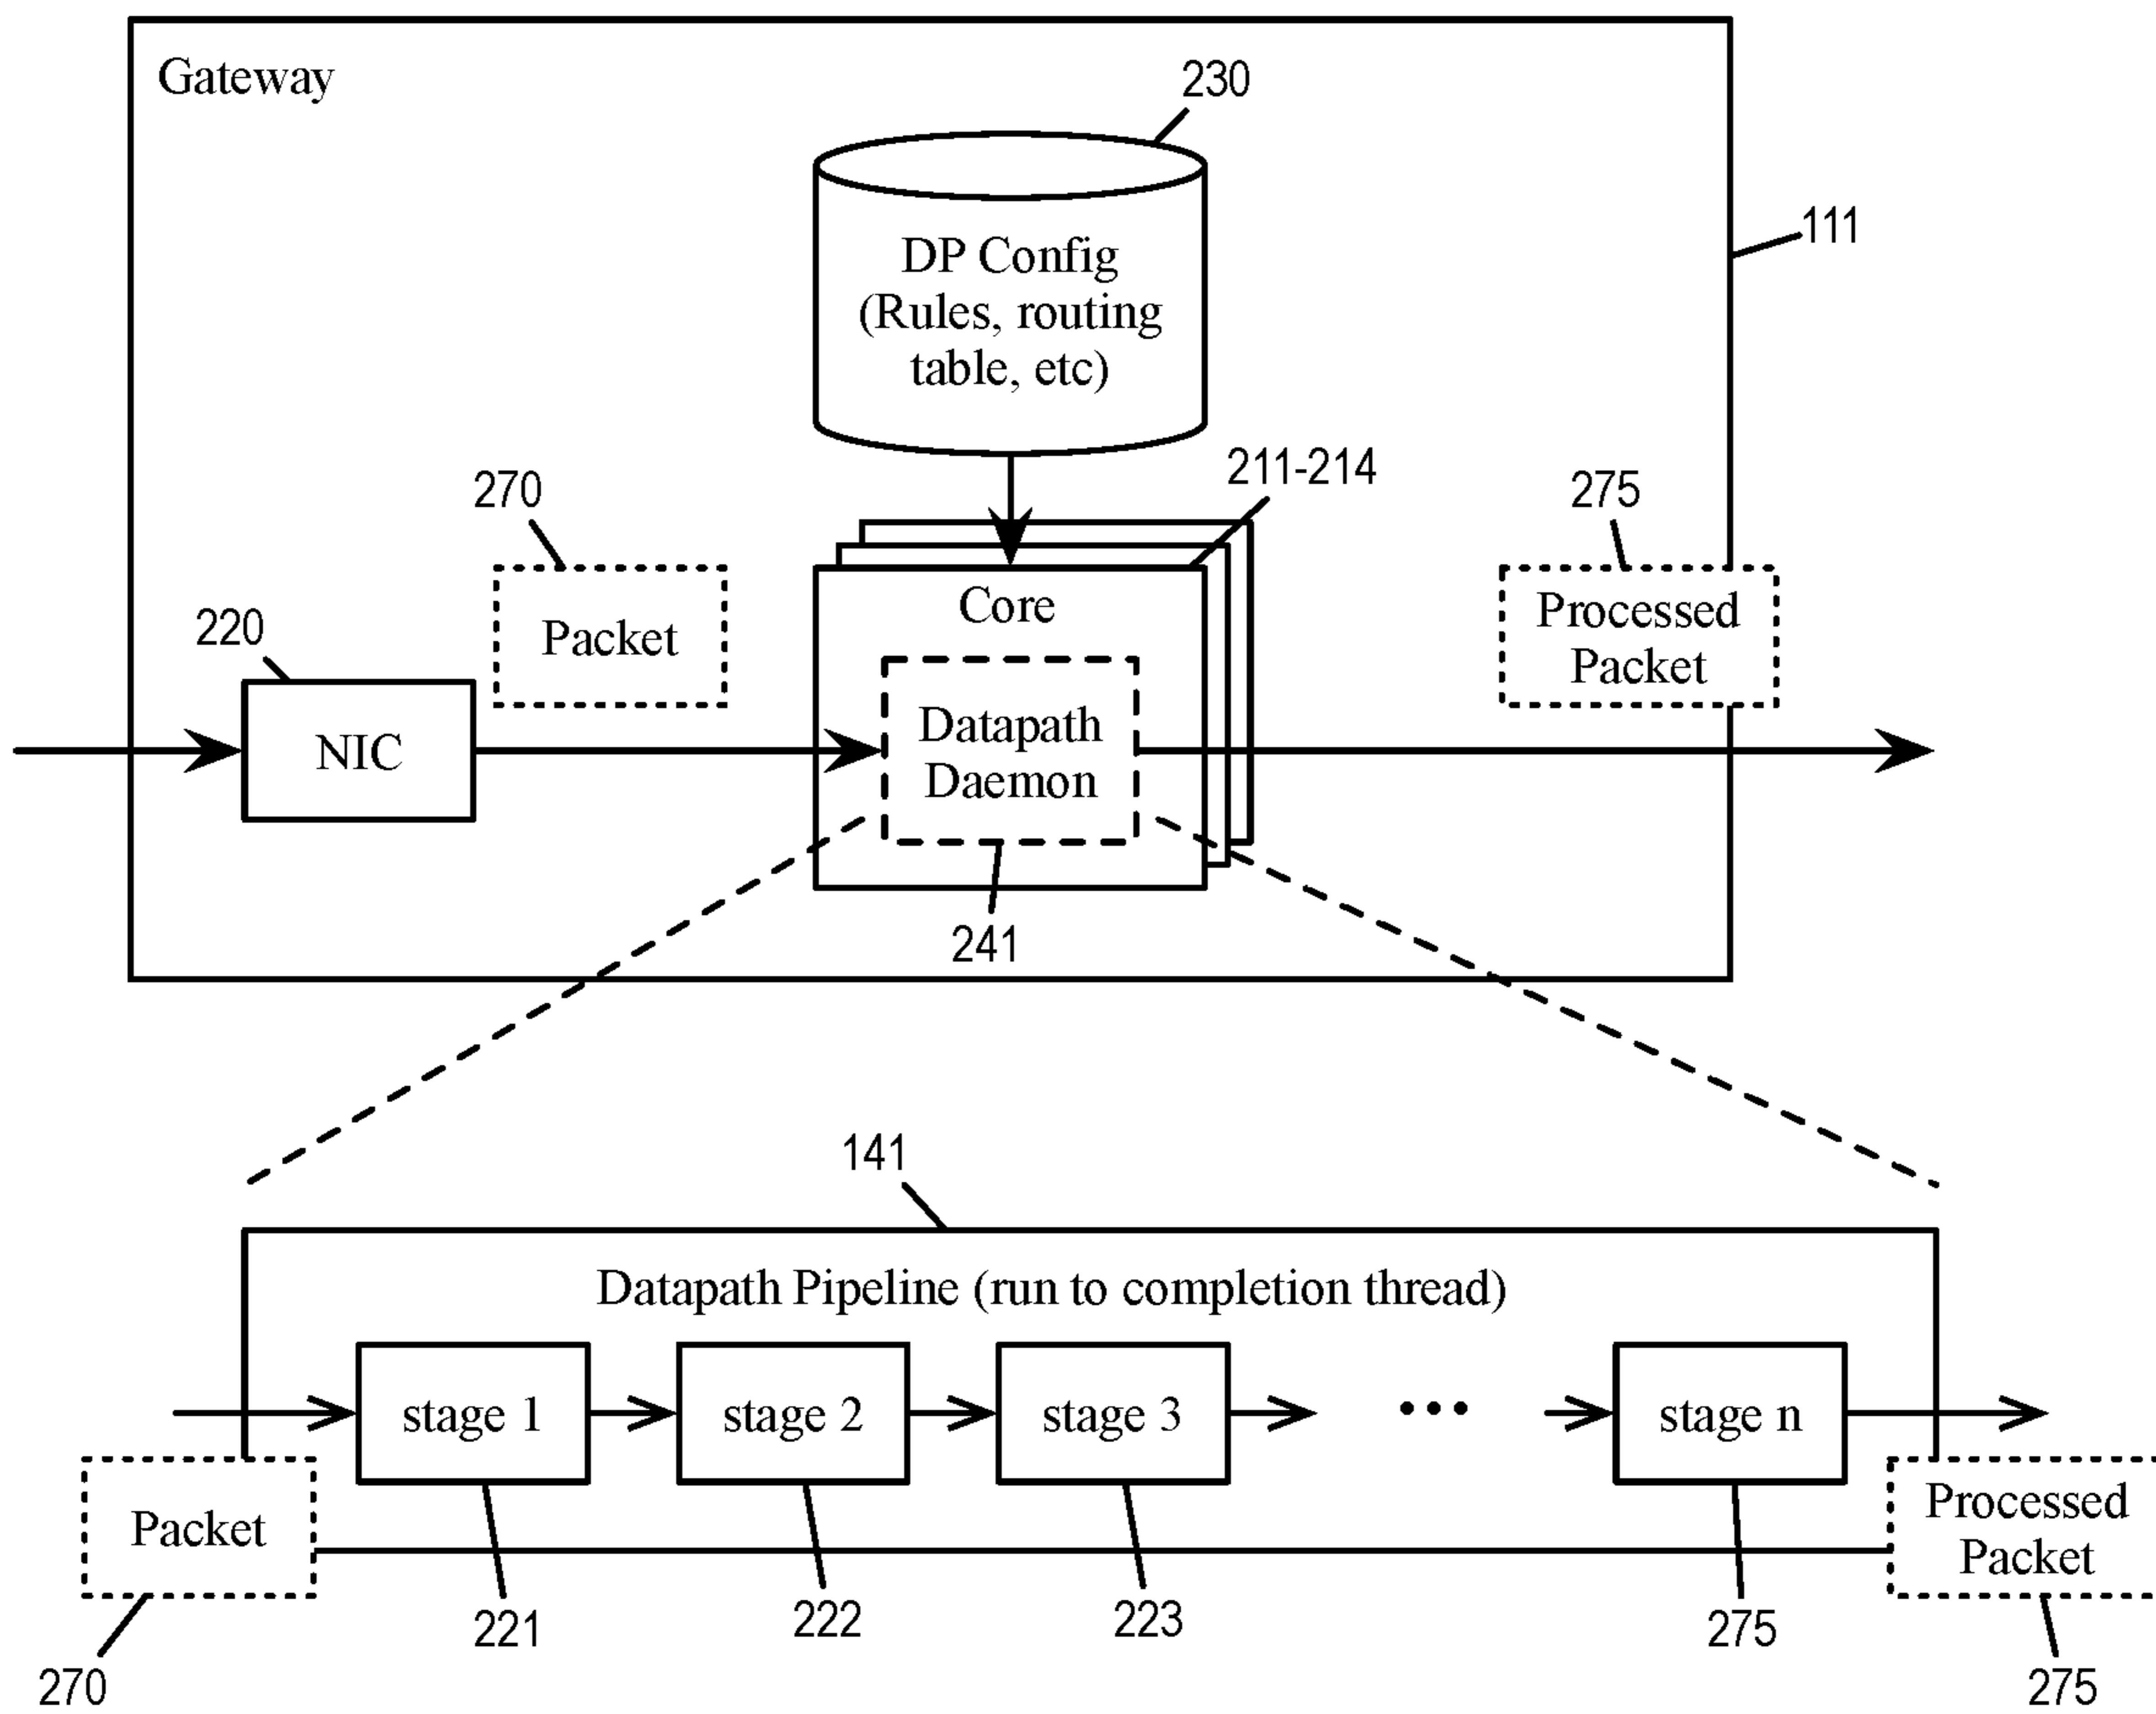 Gateway
230
DP Config
(Rules, routing
table, etc)
111
211-214
270
275
Packet
Core
Processed
Packet
220
NIC
Datapath
Daemon
241
141
Datapath Pipeline (run to completion thread)
stage 1
stage 2
stage 3
•••
stage n
Packet
Processed
Packet
221
222
223
275
270
275